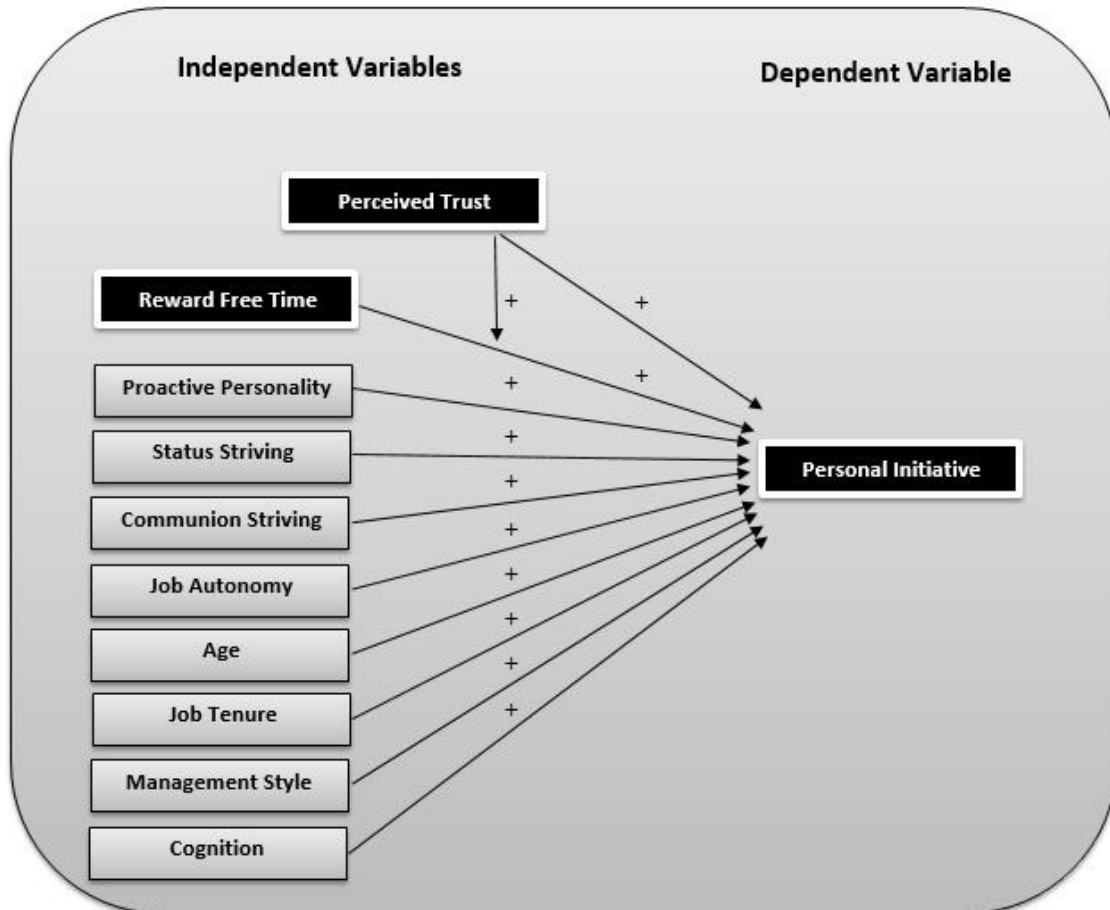 Independent Variables
Dependent Variable
Perceived Trust
Reward Free Time
+
+
Proactive Personality
+
+
Status Striving
+
Personal Initiative
+
Communion Striving
+
Job Autonomy
+
Age
+
Job Tenure
+
Management Style
+
Cognition